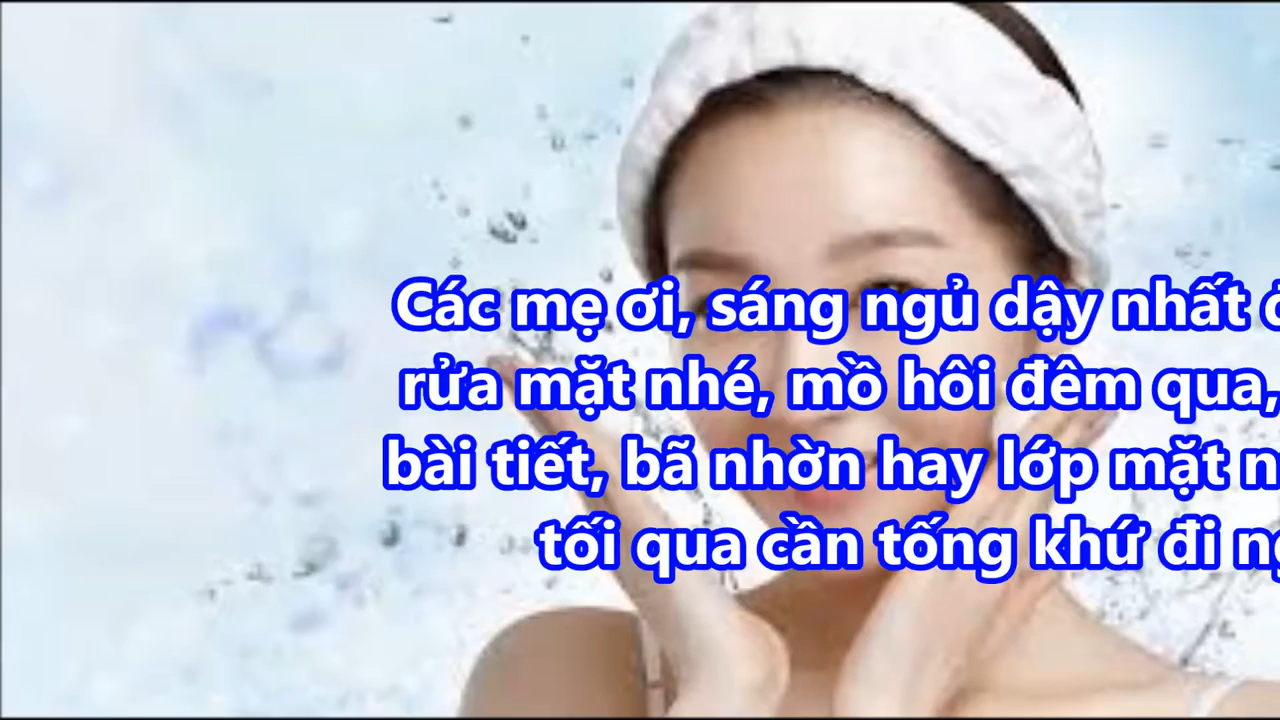 Các mẹ ơi, sáng ngủ dậy nhất
rửa mặt nhé, mồ hôi đêm qua,
bài tiết, bã nhờn hay lớp mặt
tối qua cần tống khứ đi